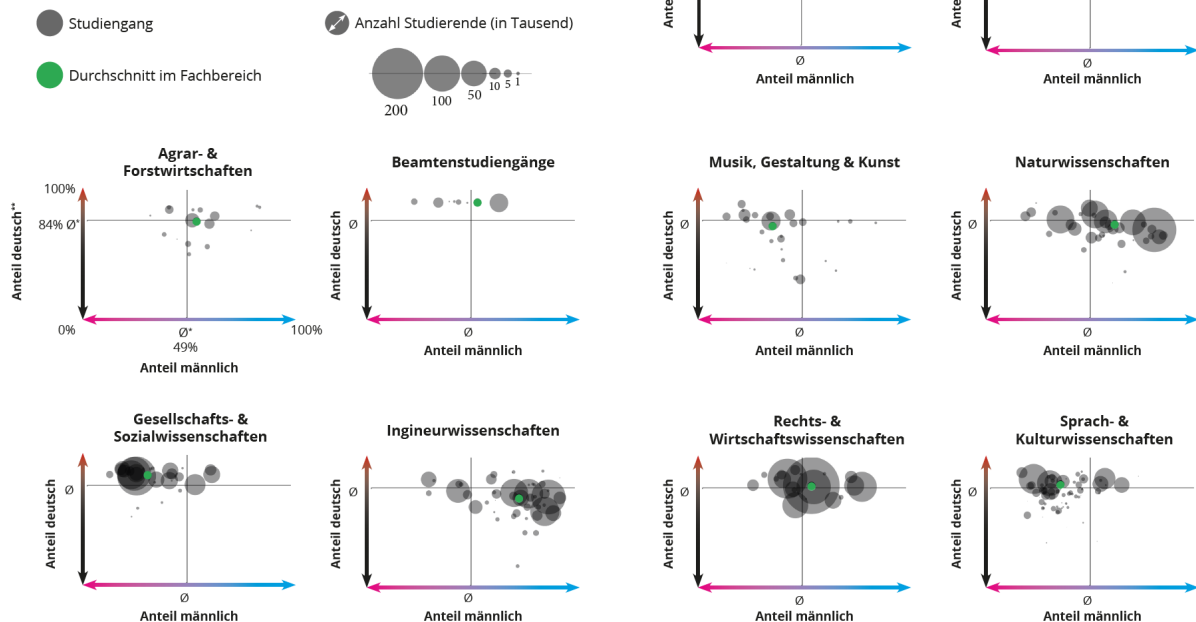 Studiengang
Anzahl Studierende (in Tausend)
Durchschnitt im Fachbereich
200
100
50
10
5
1
Ø
Anteil männlich
Ø
Anteil männlich
Agrar- &
Forstwirtschaften
100%
84% Ø*
Anteil deutsch**
0%
Ø*
49%
100%
Anteil männlich
Beamtenstudiengänge
Ø
Anteil deutsch
Ø
Anteil männlich
Musik, Gestaltung & Kunst
Ø
Anteil deutsch
Ø
Anteil männlich
Naturwissenschaften
Ø
Anteil deutsch
Ø
Anteil männlich
Gesellschafts- &
Sozialwissenschaften
Ø
Anteil deutsch
Ø
Anteil männlich
Ingineurwissenschaften
Ø
Anteil deutsch
Ø
Anteil männlich
Rechts- &
Wirtschaftswissenschaften
Ø
Anteil deutsch
Ø
Anteil männlich
Sprach- &
Kulturwissenschaften
Ø
Anteil deutsch
Ø
Anteil männlich